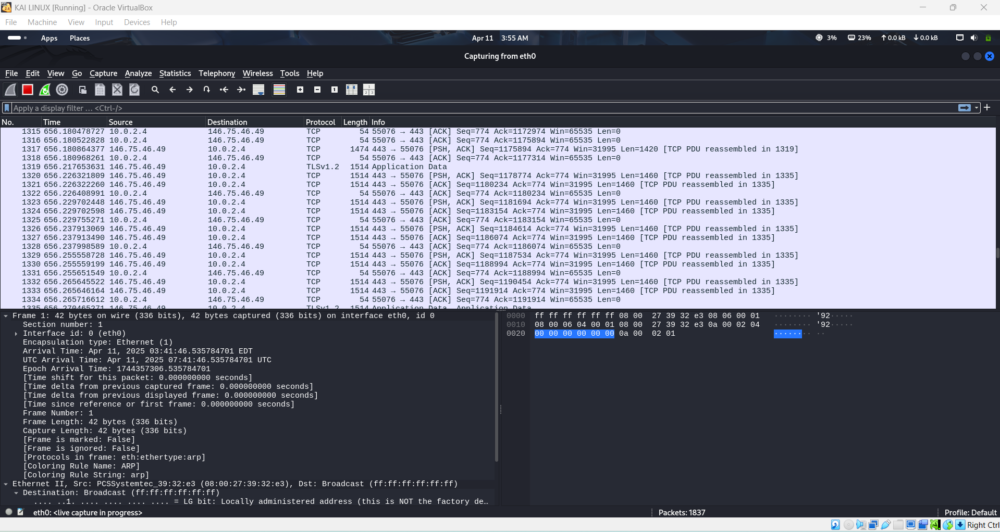 KAI LINUX [Running] - Oracle VirtualBox
File Machine View Input Devices Help
Apps Places Apr 11 3:55 AM 3% 23% ↑0.0 kB ↓0.0 kB
Capturing from eth0
File Edit View Go Capture Analyze Statistics Telephony Wireless Tools Help
Apply a display filter … <Ctrl-/>
No. Time Source Destination Protocol Length Info
1315 656.180478727 10.0.2.4 146.75.46.49 TCP 54 55076 → 443 [ACK] Seq=774 Ack=1172974 Win=65535 Len=0
1316 656.180522828 10.0.2.4 146.75.46.49 TCP 54 55076 → 443 [ACK] Seq=774 Ack=1175894 Win=65535 Len=0
1317 656.180864377 146.75.46.49 10.0.2.4 TCP 1474 443 → 55076 [PSH, ACK] Seq=1175894 Ack=774 Win=31995 Len=1420 [TCP PDU reassembled in 1319]
1318 656.180968261 10.0.2.4 146.75.46.49 TCP 54 55076 → 443 [ACK] Seq=774 Ack=1177314 Win=65535 Len=0
1319 656.217653631 146.75.46.49 10.0.2.4 TLSv1.2 1514 Application Data
1320 656.226321809 146.75.46.49 10.0.2.4 TCP 1514 443 → 55076 [PSH, ACK] Seq=1178774 Ack=774 Win=31995 Len=1460 [TCP PDU reassembled in 1335]
1321 656.226322260 146.75.46.49 10.0.2.4 TCP 1514 443 → 55076 [ACK] Seq=1180234 Ack=774 Win=31995 Len=1460 [TCP PDU reassembled in 1335]
1322 656.226408991 10.0.2.4 146.75.46.49 TCP 54 55076 → 443 [ACK] Seq=774 Ack=1180234 Win=65535 Len=0
1323 656.229702448 146.75.46.49 10.0.2.4 TCP 1514 443 → 55076 [PSH, ACK] Seq=1181694 Ack=774 Win=31995 Len=1460 [TCP PDU reassembled in 1335]
1324 656.229702598 146.75.46.49 10.0.2.4 TCP 1514 443 → 55076 [ACK] Seq=1183154 Ack=774 Win=31995 Len=1460 [TCP PDU reassembled in 1335]
1325 656.229755271 10.0.2.4 146.75.46.49 TCP 54 55076 → 443 [ACK] Seq=774 Ack=1183154 Win=65535 Len=0
1326 656.237913069 146.75.46.49 10.0.2.4 TCP 1514 443 → 55076 [PSH, ACK] Seq=1184614 Ack=774 Win=31995 Len=1460 [TCP PDU reassembled in 1335]
1327 656.237913490 146.75.46.49 10.0.2.4 TCP 1514 443 → 55076 [ACK] Seq=1186074 Ack=774 Win=31995 Len=1460 [TCP PDU reassembled in 1335]
1328 656.237998589 10.0.2.4 146.75.46.49 TCP 54 55076 → 443 [ACK] Seq=774 Ack=1186074 Win=65535 Len=0
1329 656.255558728 146.75.46.49 10.0.2.4 TCP 1514 443 → 55076 [PSH, ACK] Seq=1187534 Ack=774 Win=31995 Len=1460 [TCP PDU reassembled in 1335]
1330 656.255559199 146.75.46.49 10.0.2.4 TCP 1514 443 → 55076 [ACK] Seq=1188994 Ack=774 Win=31995 Len=1460 [TCP PDU reassembled in 1335]
1331 656.255651549 10.0.2.4 146.75.46.49 TCP 54 55076 → 443 [ACK] Seq=774 Ack=1188994 Win=65535 Len=0
1332 656.265645522 146.75.46.49 10.0.2.4 TCP 1514 443 → 55076 [PSH, ACK] Seq=1190454 Ack=774 Win=31995 Len=1460 [TCP PDU reassembled in 1335]
1333 656.265646164 146.75.46.49 10.0.2.4 TCP 1514 443 → 55076 [ACK] Seq=1191914 Ack=774 Win=31995 Len=1460 [TCP PDU reassembled in 1335]
1334 656.265716612 10.0.2.4 146.75.46.49 TCP 54 55076 → 443 [ACK] Seq=774 Ack=1191914 Win=65535 Len=0
1335 656.270465271 146.75.46.49 10.0.2.4 TLSv1.2 1514 Application Data, Application Data
Frame 1: 42 bytes on wire (336 bits), 42 bytes captured (336 bits) on interface eth0, id 0
Section number: 1
Interface id: 0 (eth0)
Encapsulation type: Ethernet (1)
Arrival Time: Apr 11, 2025 03:41:46.535784701 EDT
UTC Arrival Time: Apr 11, 2025 07:41:46.535784701 UTC
Epoch Arrival Time: 1744357306.535784701
[Time shift for this packet: 0.000000000 seconds]
[Time delta from previous captured frame: 0.000000000 seconds]
[Time delta from previous displayed frame: 0.000000000 seconds]
[Time since reference or first frame: 0.000000000 seconds]
Frame Number: 1
Frame Length: 42 bytes (336 bits)
Capture Length: 42 bytes (336 bits)
[Frame is marked: False]
[Frame is ignored: False]
[Protocols in frame: eth:ethertype:arp]
[Coloring Rule Name: ARP]
[Coloring Rule String: arp]
Ethernet II, Src: PCSSystemtec_39:32:e3 (08:00:27:39:32:e3), Dst: Broadcast (ff:ff:ff:ff:ff:ff)
Destination: Broadcast (ff:ff:ff:ff:ff:ff)
.... ..1. .... .... .... .... = LG bit: Locally administered address (this is NOT the factory de…
0000 ff ff ff ff ff ff 08 00 27 39 32 e3 08 06 00 01 ········ '92·····
0010 08 00 06 04 00 01 08 00 27 39 32 e3 0a 00 02 04 ········ '92·····
0020 00 00 00 00 00 00 0a 00 02 01 ········ ··
eth0: <live capture in progress> Packets: 1837 Profile: Default
Right Ctrl